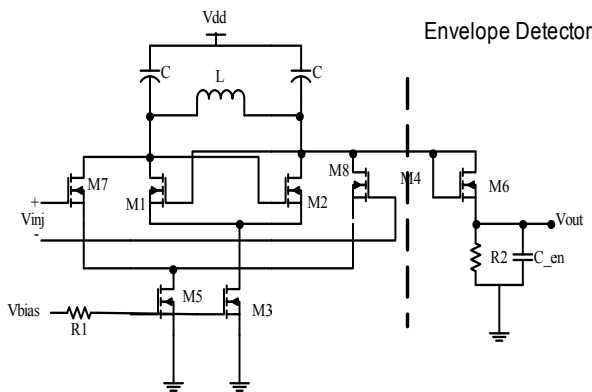 Vdd
Envelope Detector
C
C
L
M7
M8
M4
M6
M1
M2
+
Vinj
-
Vout
R2
C_en
Vbias
R1
M5
M3